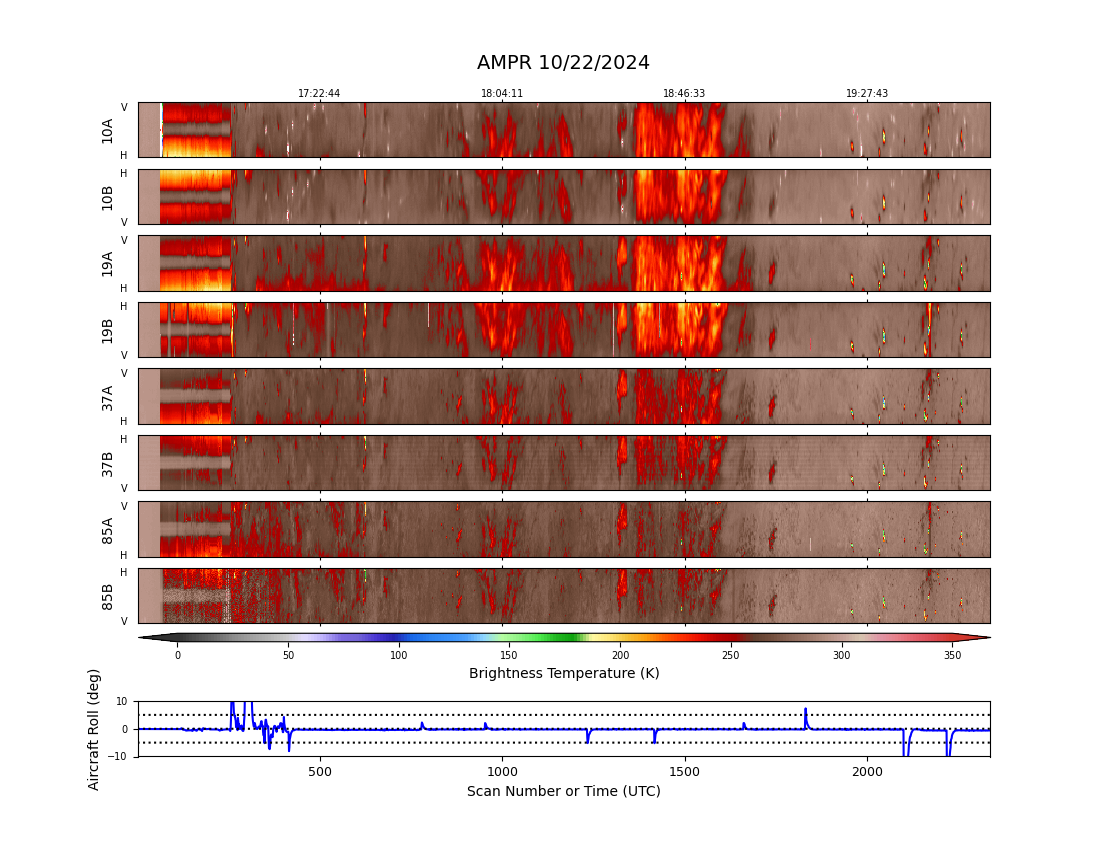 AMPR 10/22/2024
17:22:44 18:04:11 18:46:33 19:27:43
V
10A
H
H
10B
V
V
19A
H
H
19B
V
V
37A
H
H
37B
V
V
85A
H
H
85B
V
0 50 100 150 200 250 300 350
Brightness Temperature (K)
Aircraft Roll (deg)
10
0
−10
500 1000 1500 2000
Scan Number or Time (UTC)